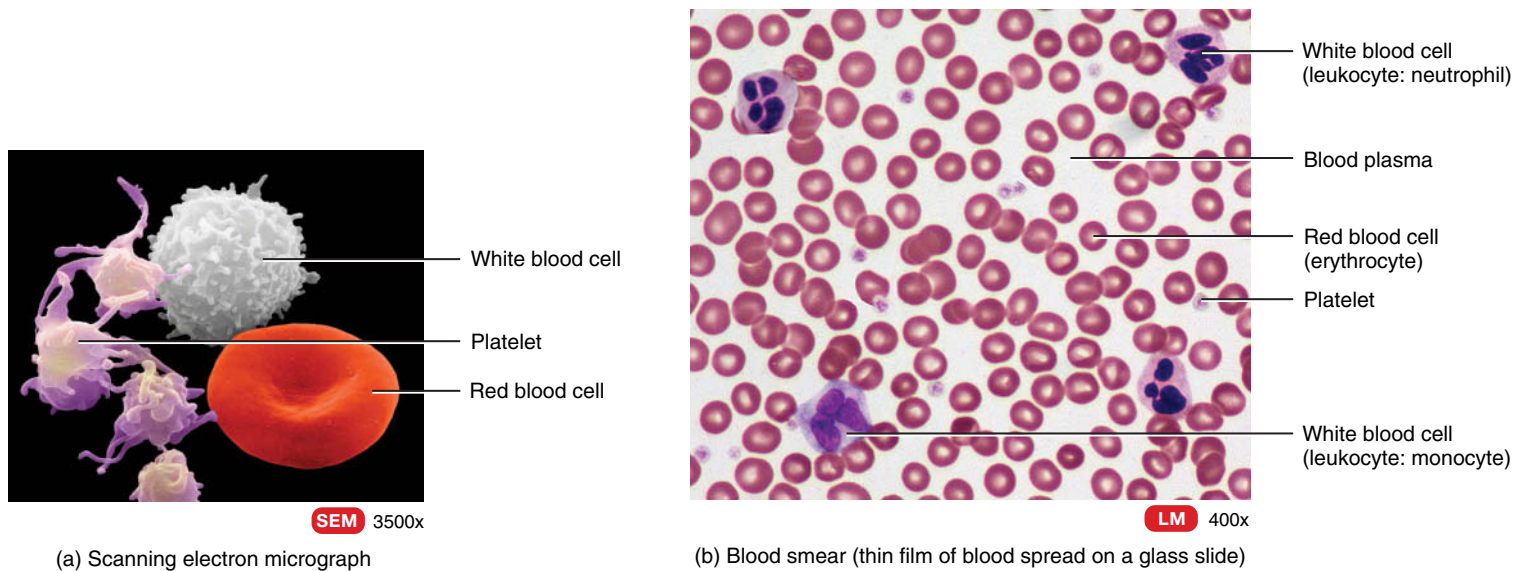 White blood cell
Platelet
Red blood cell
SEM 3500x
(a) Scanning electron micrograph
White blood cell
(leukocyte: neutrophil)
Blood plasma
Red blood cell
(erythrocyte)
Platelet
White blood cell
(leukocyte: monocyte)
LM 400x
(b) Blood smear (thin film of blood spread on a glass slide)